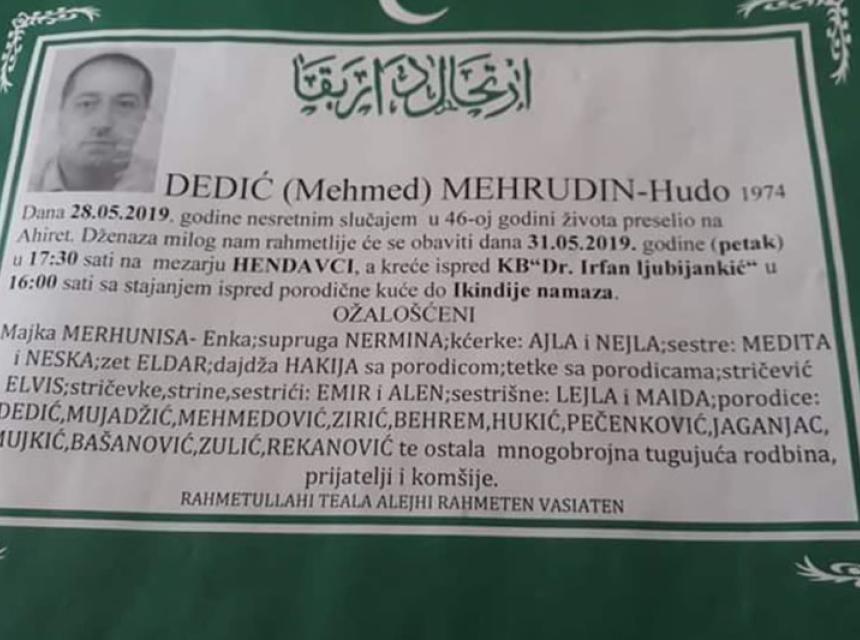 ارتحال دار بقا
DEDIĆ (Mehmed) MEHRUDIN-Hudo 1974
Dana 28.05.2019. godine nesretnim slučajem u 46-oj godini života preselio na
Ahiret. Dženaza milog nam rahmetlije će se obaviti dana 31.05.2019. godine (petak)
u 17:30 sati na mezarju HENDAVCI, a kreće ispred KB“Dr. Irfan ljubijankić“ u
16:00 sati sa stajanjem ispred porodične kuće do Ikindije namaza.
OŽALOŠĆENI
Majka MERHUNISA- Enka;supruga NERMINA;kćerke: AJLA i NEJLA;sestre: MEDITA
i NESKA;zet ELDAR;dajdža HAKIJA sa porodicom;tetke sa porodicama;stričević
ELVIS;stričevke,strine,sestrići: EMIR i ALEN;sestrišne: LEJLA i MAIDA;porodice:
DEDIĆ,MUJADŽIĆ,MEHMEDOVIĆ,ZIRIĆ,BEHREM,HUKIĆ,PEČENKOVIĆ,JAGANJAC,
MUJKIĆ,BAŠANOVIĆ,ZULIĆ,REKANOVIĆ te ostala mnogobrojna tugujuća rodbina,
prijatelji i komšije.
RAHMETULLAHI TEALA ALEJHI RAHMETEN VASIATEN